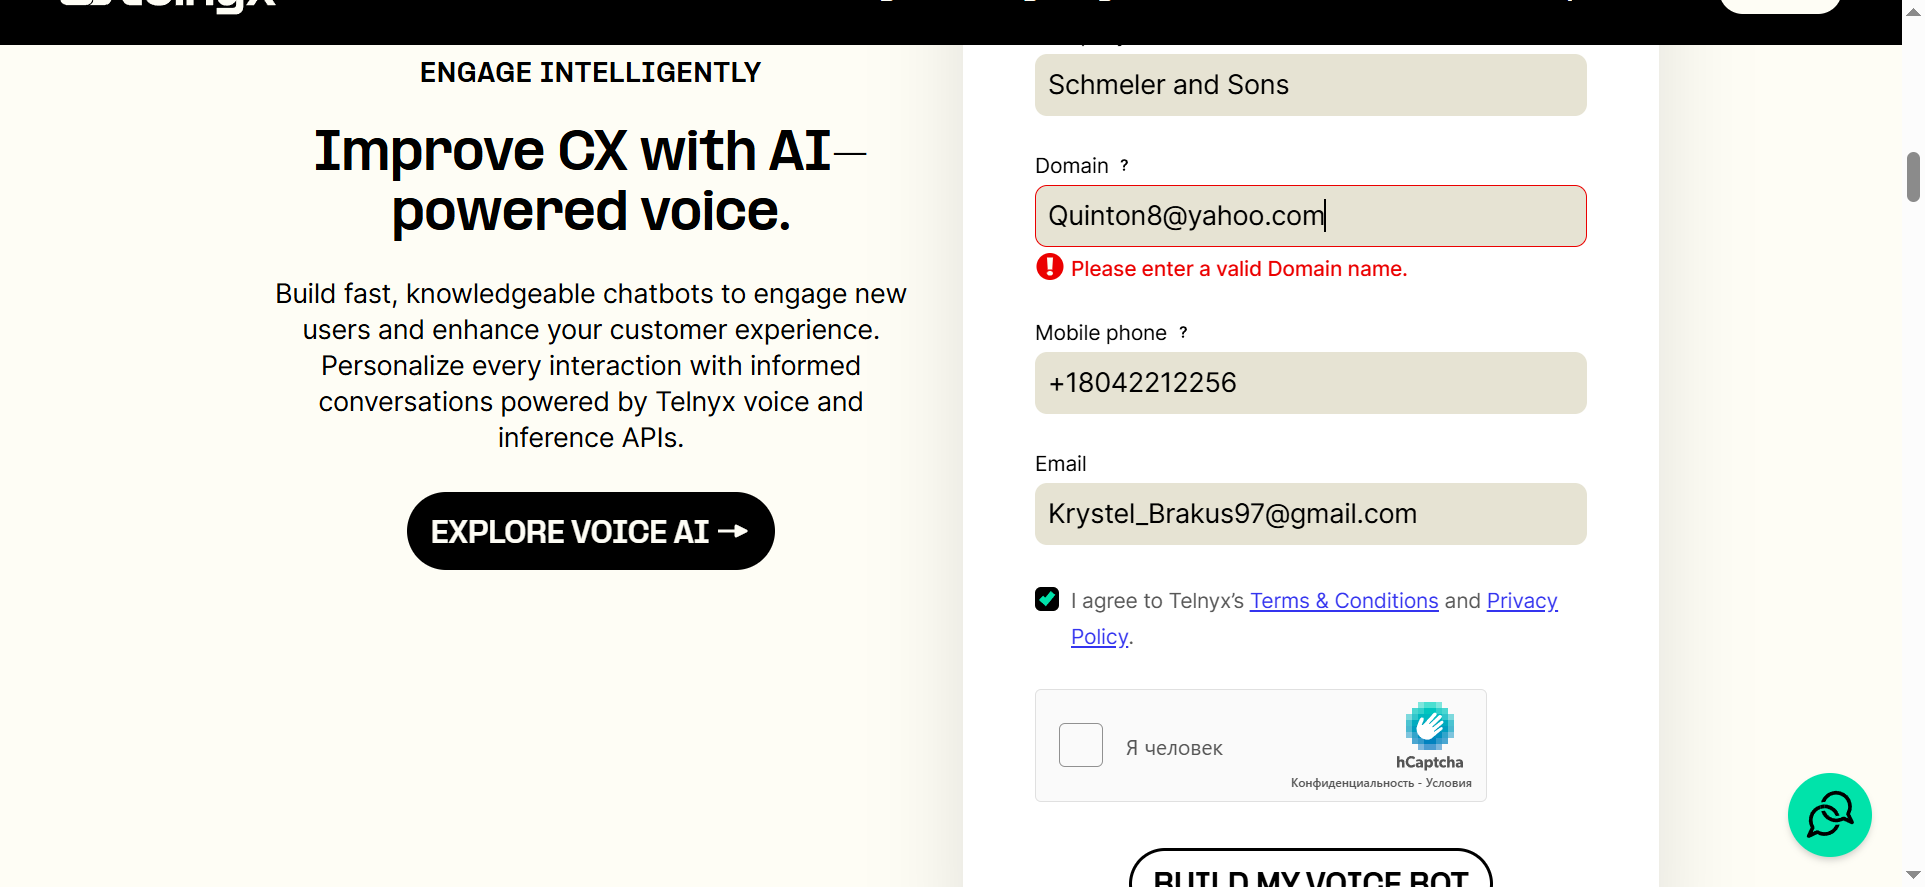 telnyx
ENGAGE INTELLIGENTLY
Improve CX with AI—
powered voice.
Build fast, knowledgeable chatbots to engage new
users and enhance your customer experience.
Personalize every interaction with informed
conversations powered by Telnyx voice and
inference APIs.
EXPLORE VOICE AI →
Schmeler and Sons
Domain ?
Quinton8@yahoo.com
Please enter a valid Domain name.
Mobile phone ?
+18042212256
Email
Krystel_Brakus97@gmail.com
I agree to Telnyx’s Terms & Conditions and Privacy
Policy.
Я человек
hCaptcha
Конфиденциальность - Условия
BUILD MY VOICE BOT